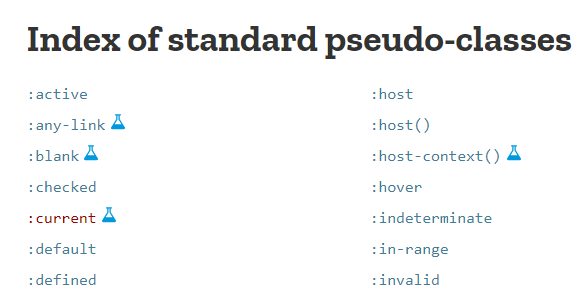 Index of standard pseudo-classes
:active
:any-link
:blank
:checked
:current
:default
:defined
:host
:host()
:host-context()
:hover
:indeterminate
:in-range
:invalid